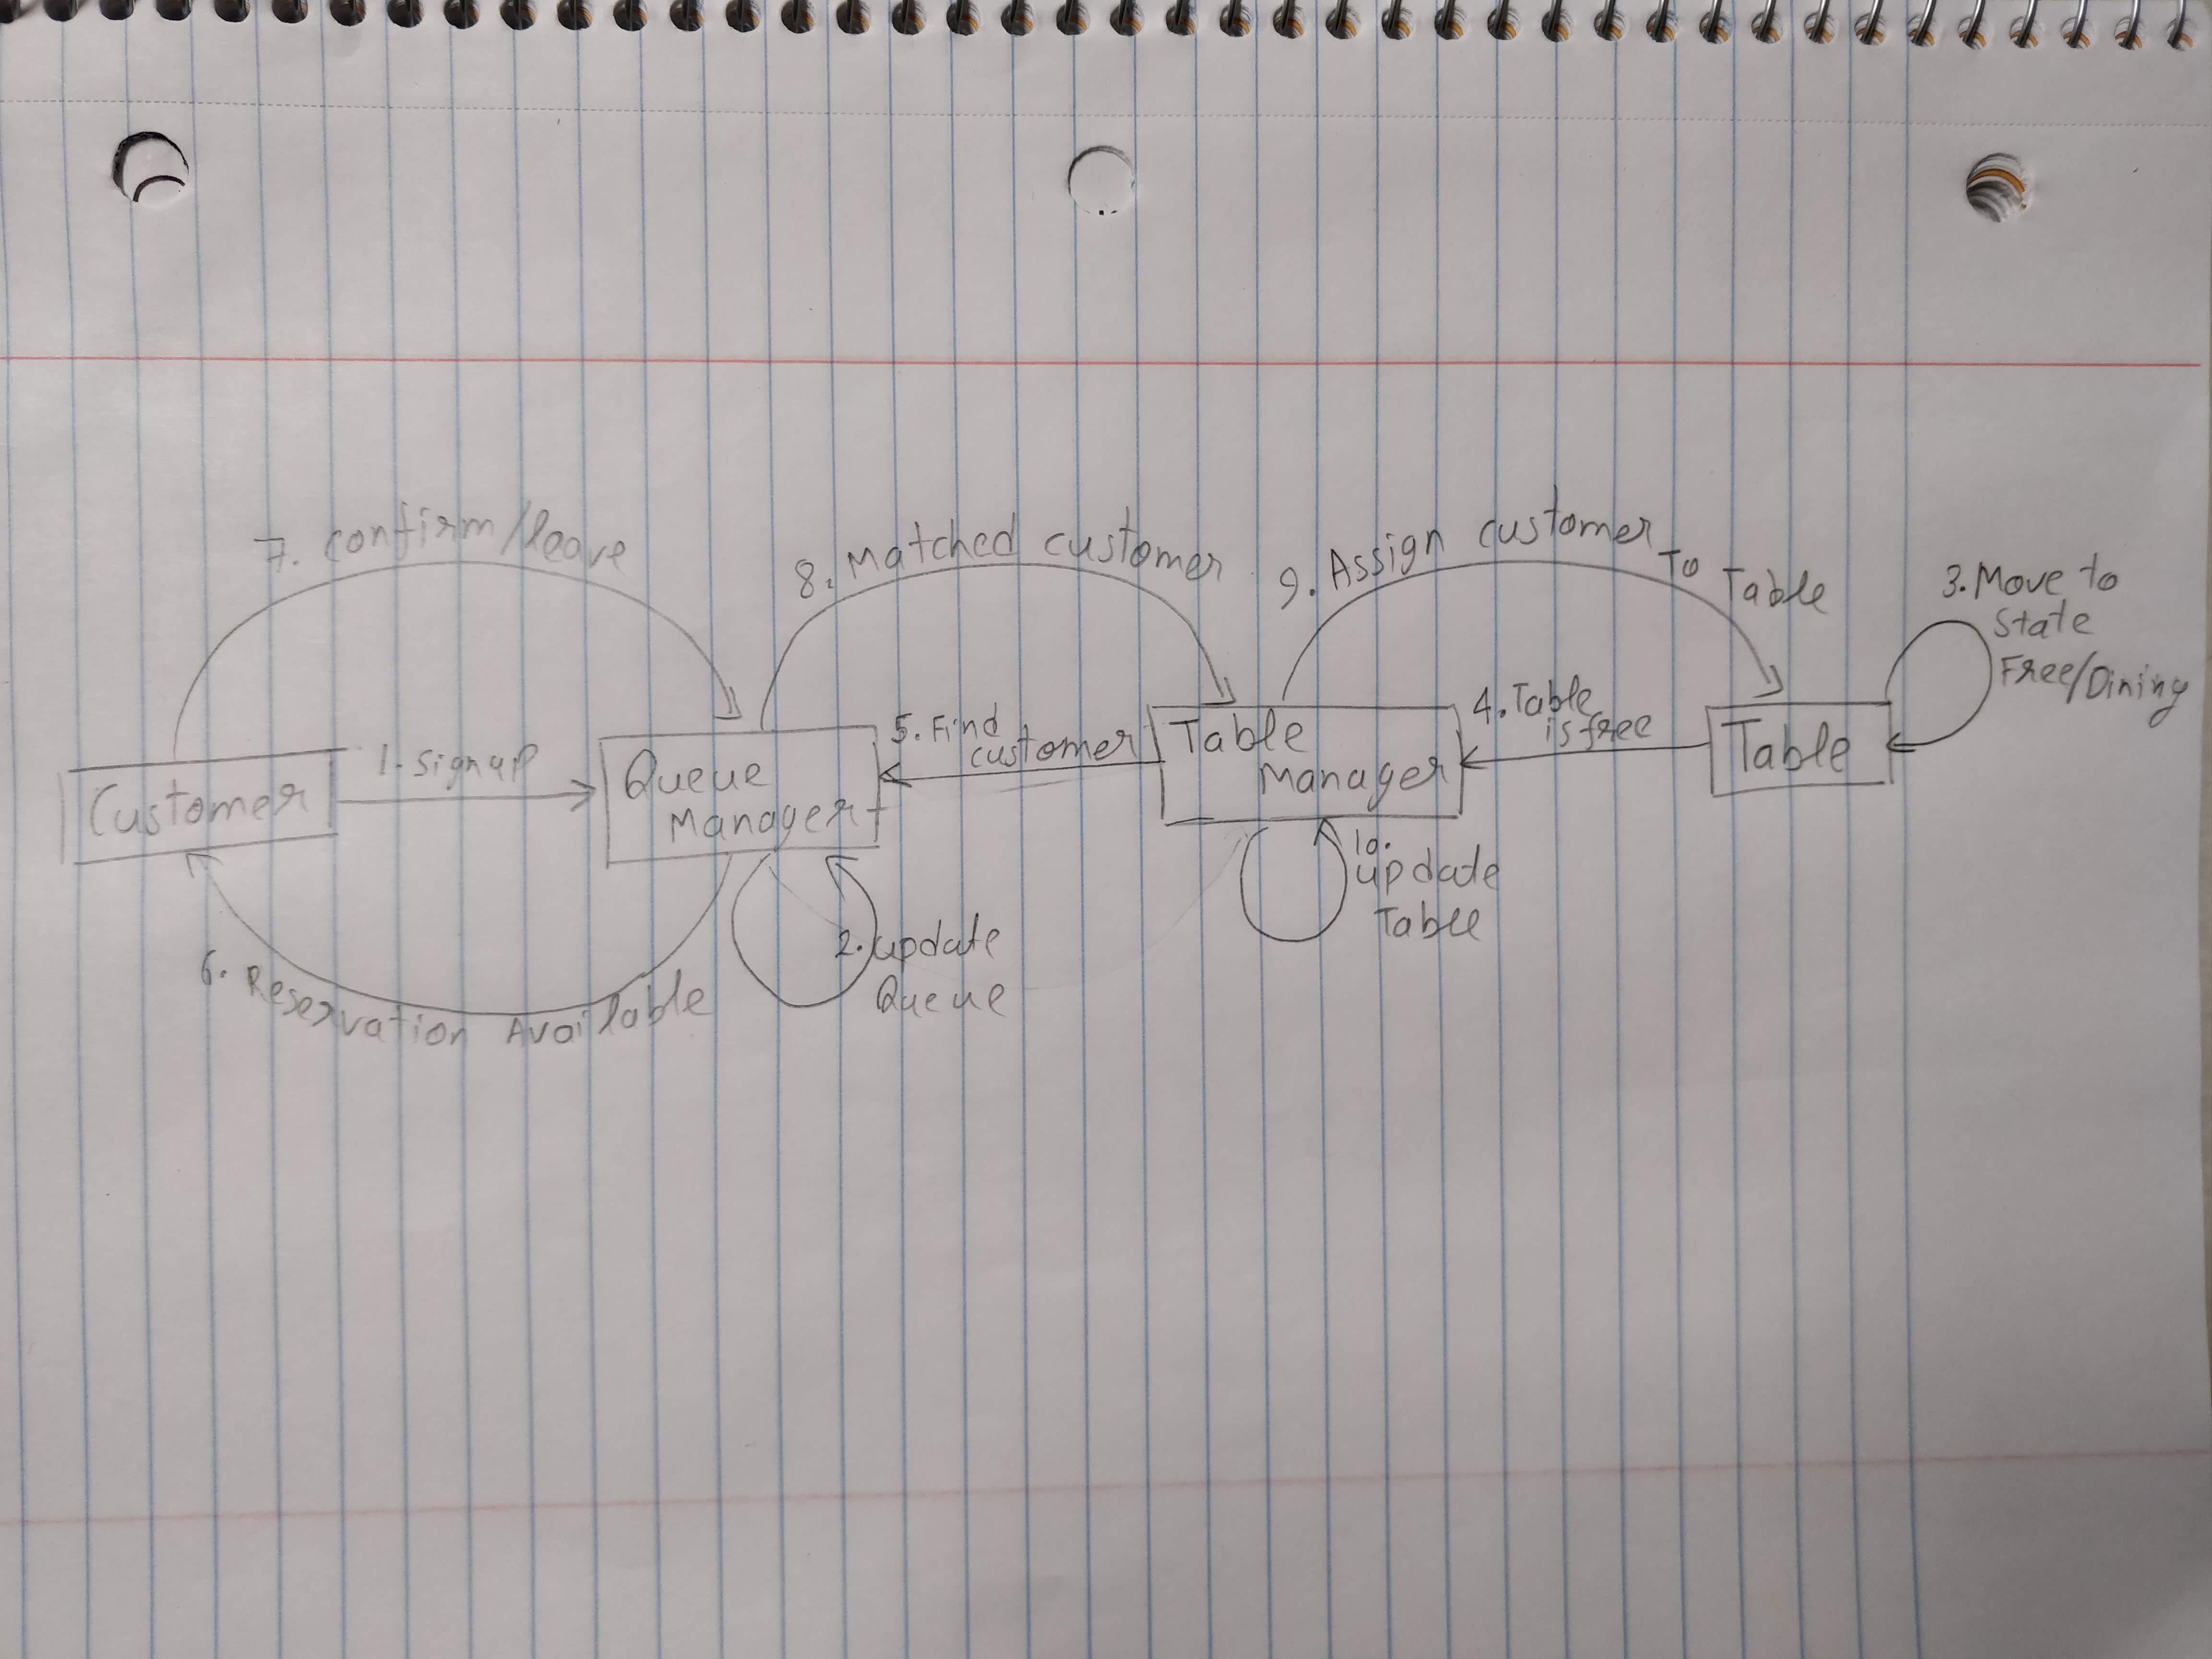 7. confirm/leave
8. Matched customer
9. Assign customer To Table
3. Move to
State
Free/Dining
1. signup
5. Find
customer
4. Table
is free
Customer
Queue
Manager
Table
Manager
Table
10.
update
Table
2. update
Queue
6. Reservation Available